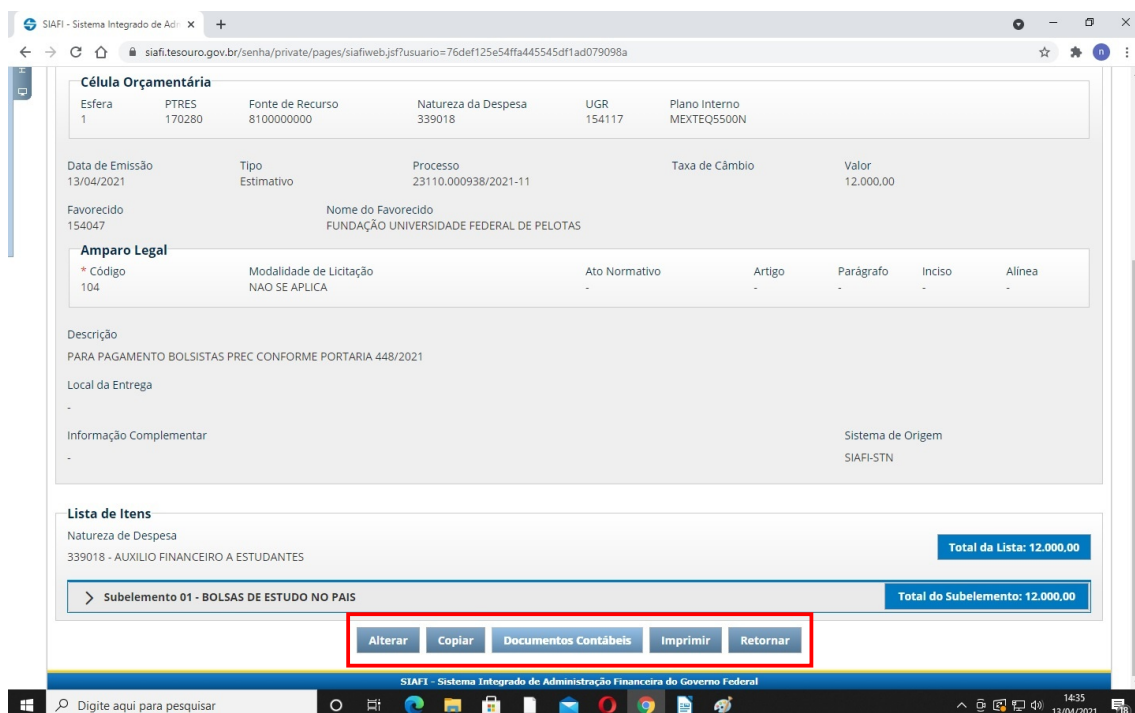 SIAFI - Sistema Integrado de Adn
siafi.tesouro.gov.br/senha/private/pages/siafiweb.jsf?usuario=76def125e54ffa445545df1ad079098a
n
Célula Orçamentária
Esfera PTRES Fonte de Recurso Natureza da Despesa UGR Plano Interno
1 170280 8100000000 339018 154117 MEXTEQ5500N
Data de Emissão Tipo Processo Taxa de Câmbio Valor
13/04/2021 Estimativo 23110.000938/2021-11 12.000,00
Favorecido Nome do Favorecido
154047 FUNDAÇÃO UNIVERSIDADE FEDERAL DE PELOTAS
Amparo Legal
* Código Modalidade de Licitação Ato Normativo Artigo Parágrafo Inciso Alínea
104 NAO SE APLICA - - - - -
Descrição
PARA PAGAMENTO BOLSISTAS PREC CONFORME PORTARIA 448/2021
Local da Entrega
-
Informação Complementar Sistema de Origem
- SIAFI-STN
Lista de Itens
Natureza de Despesa
339018 - AUXILIO FINANCEIRO A ESTUDANTES Total da Lista: 12.000,00
Subelemento 01 - BOLSAS DE ESTUDO NO PAIS Total do Subelemento: 12.000,00
Alterar Copiar Documentos Contábeis Imprimir Retornar
SIAFI - Sistema Integrado de Administração Financeira do Governo Federal
Digite aqui para pesquisar 14:35
13/04/2021 18